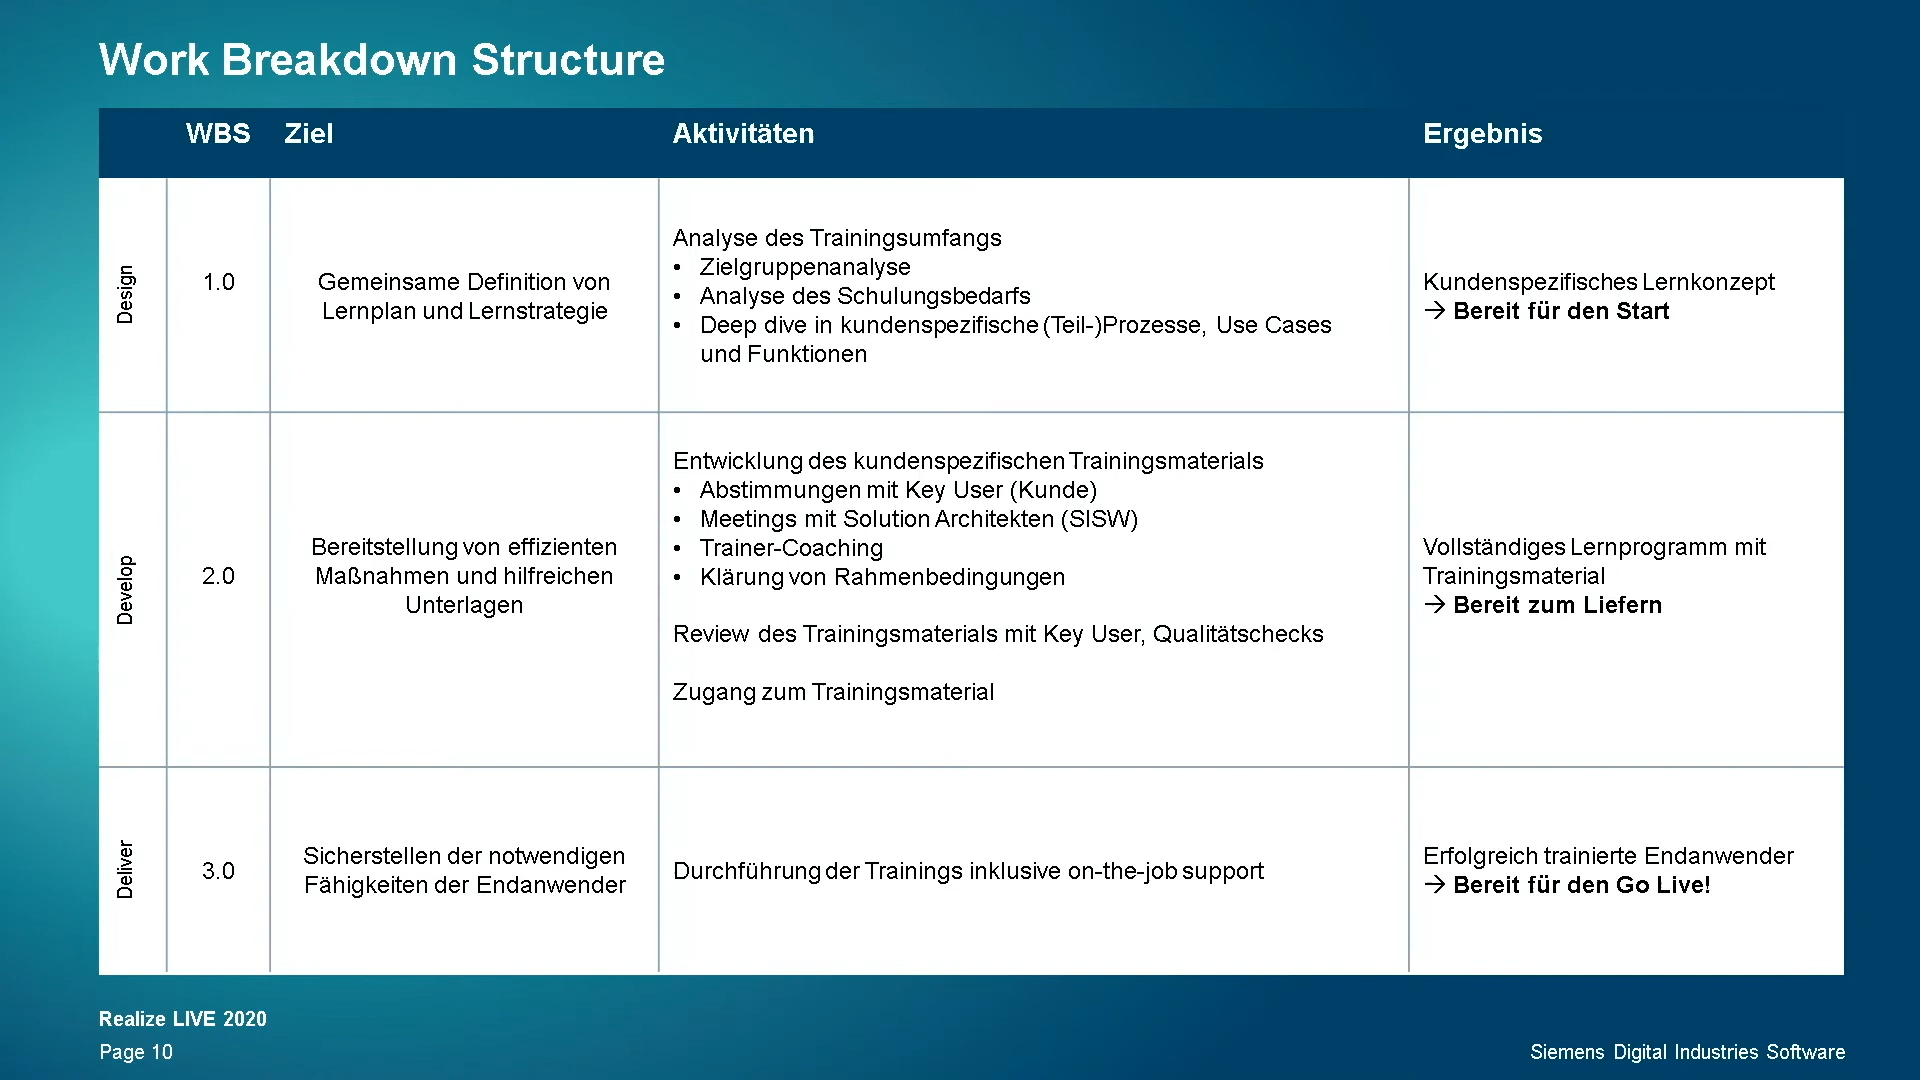 Work Breakdown Structure
WBS Ziel Aktivitäten Ergebnis
Design
1.0
Gemeinsame Definition von
Lernplan und Lernstrategie
Analyse des Trainingsumfangs
• Zielgruppenanalyse
• Analyse des Schulungsbedarfs
• Deep dive in kundenspezifische (Teil-)Prozesse, Use Cases
und Funktionen
Kundenspezifisches Lernkonzept
→ Bereit für den Start
Develop
2.0
Bereitstellung von effizienten
Maßnahmen und hilfreichen
Unterlagen
Entwicklung des kundenspezifischen Trainingsmaterials
• Abstimmungen mit Key User (Kunde)
• Meetings mit Solution Architekten (SISW)
• Trainer-Coaching
• Klärung von Rahmenbedingungen
Review des Trainingsmaterials mit Key User, Qualitätschecks
Zugang zum Trainingsmaterial
Vollständiges Lernprogramm mit
Trainingsmaterial
→ Bereit zum Liefern
Deliver
3.0
Sicherstellen der notwendigen
Fähigkeiten der Endanwender
Durchführung der Trainings inklusive on-the-job support
Erfolgreich trainierte Endanwender
→ Bereit für den Go Live!
Realize LIVE 2020
Page 10
Siemens Digital Industries Software